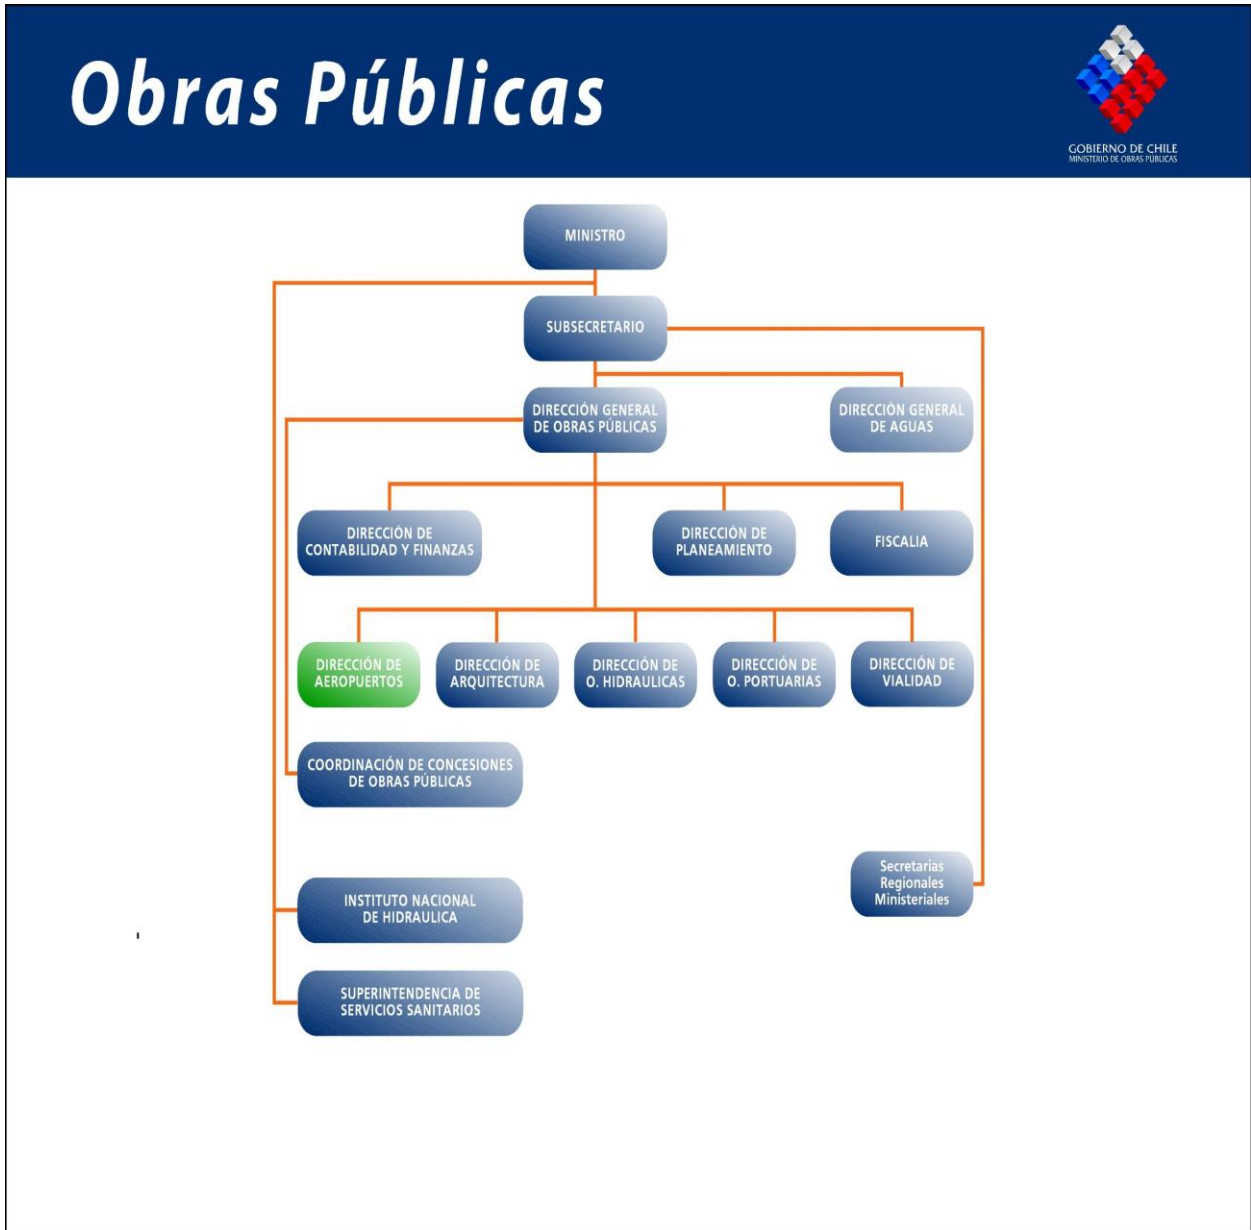 Obras Públicas
GOBIERNO DE CHILE
MINISTERIO DE OBRAS PÚBLICAS
MINISTRO
SUBSECRETARIO
DIRECCIÓN GENERAL
DE OBRAS PÚBLICAS
DIRECCIÓN GENERAL
DE AGUAS
DIRECCIÓN DE
CONTABILIDAD Y FINANZAS
DIRECCIÓN DE
PLANEAMIENTO
FISCALIA
DIRECCIÓN DE
AEROPUERTOS
DIRECCIÓN DE
ARQUITECTURA
DIRECCIÓN DE
O. HIDRAULICAS
DIRECCIÓN DE
O. PORTUARIAS
DIRECCIÓN DE
VIALIDAD
COORDINACIÓN DE CONCESIONES
DE OBRAS PÚBLICAS
Secretarias
Regionales
Ministeriales
INSTITUTO NACIONAL
DE HIDRAULICA
SUPERINTENDENCIA DE
SERVICIOS SANITARIOS